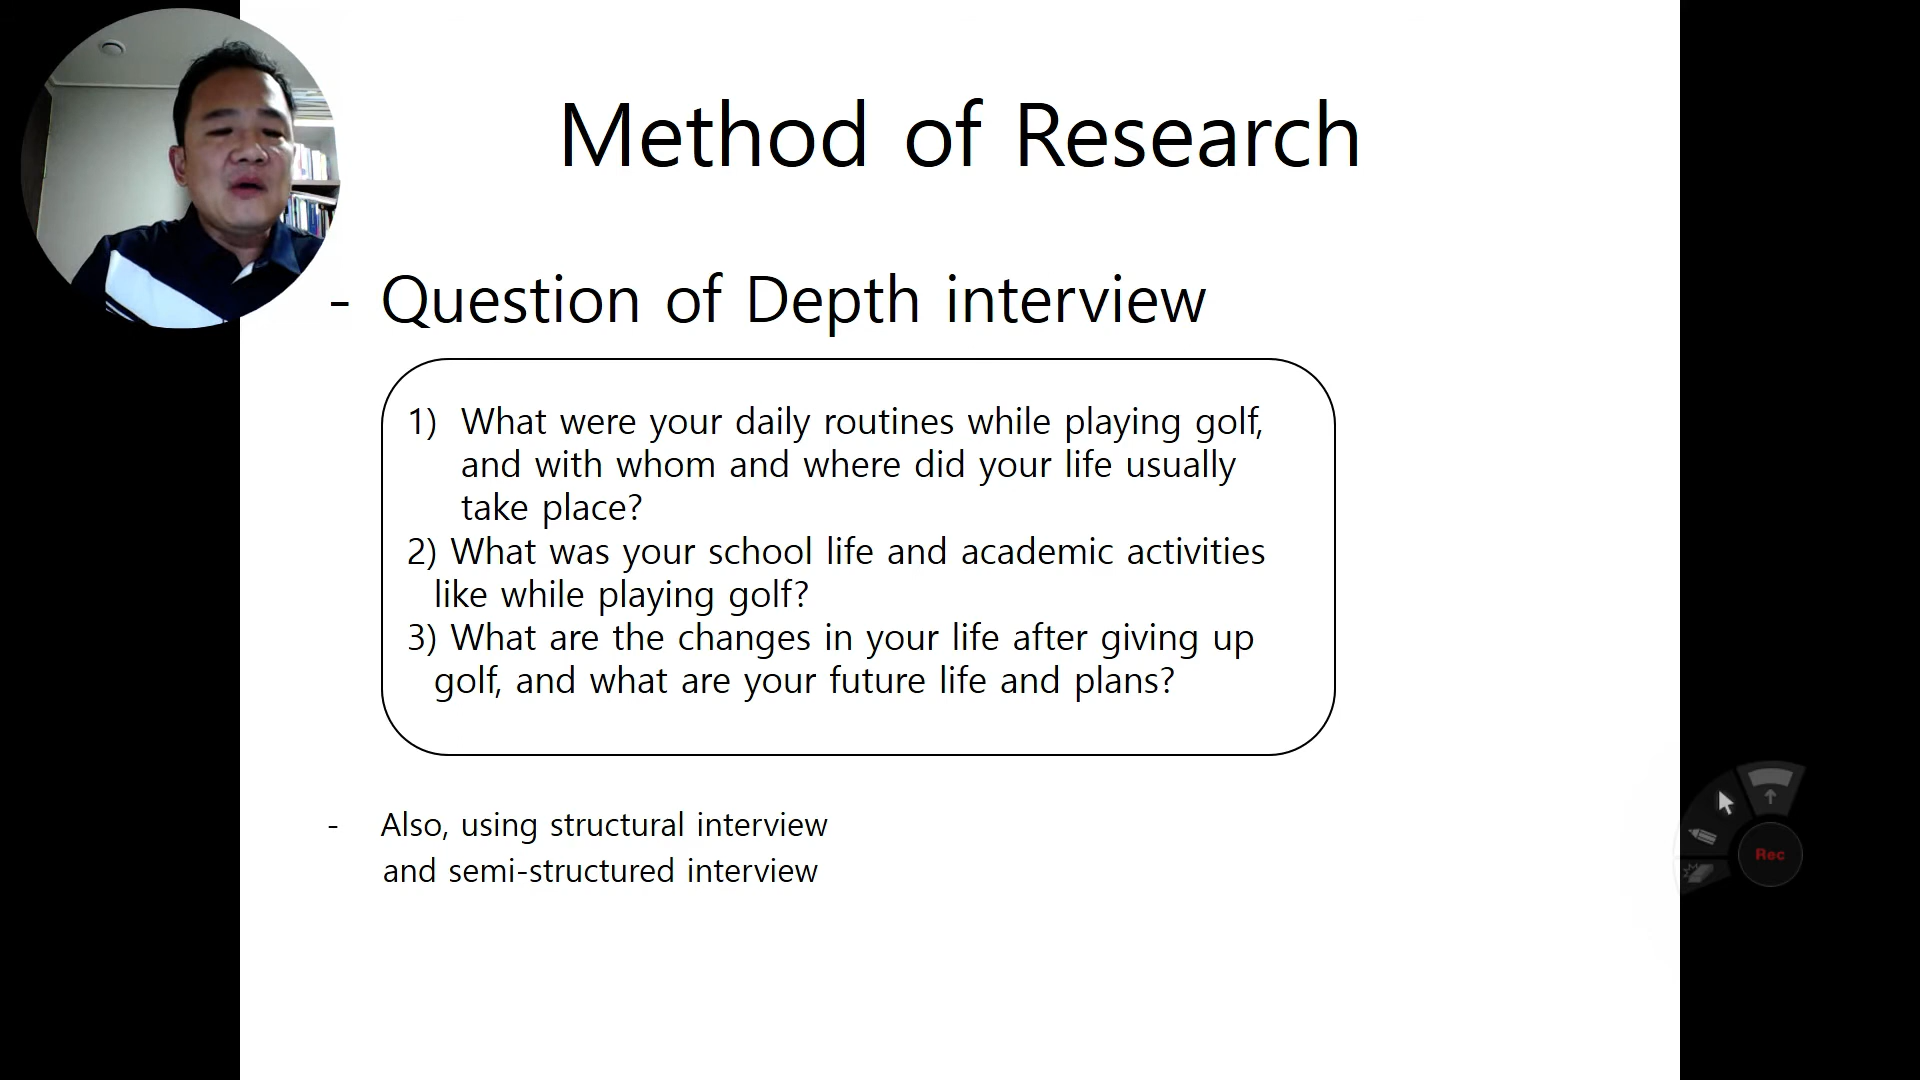 Method of Research
- Question of Depth interview
1) What were your daily routines while playing golf,
and with whom and where did your life usually
take place?
2) What was your school life and academic activities
like while playing golf?
3) What are the changes in your life after giving up
golf, and what are your future life and plans?
- Also, using structural interview
and semi-structured interview
Rec